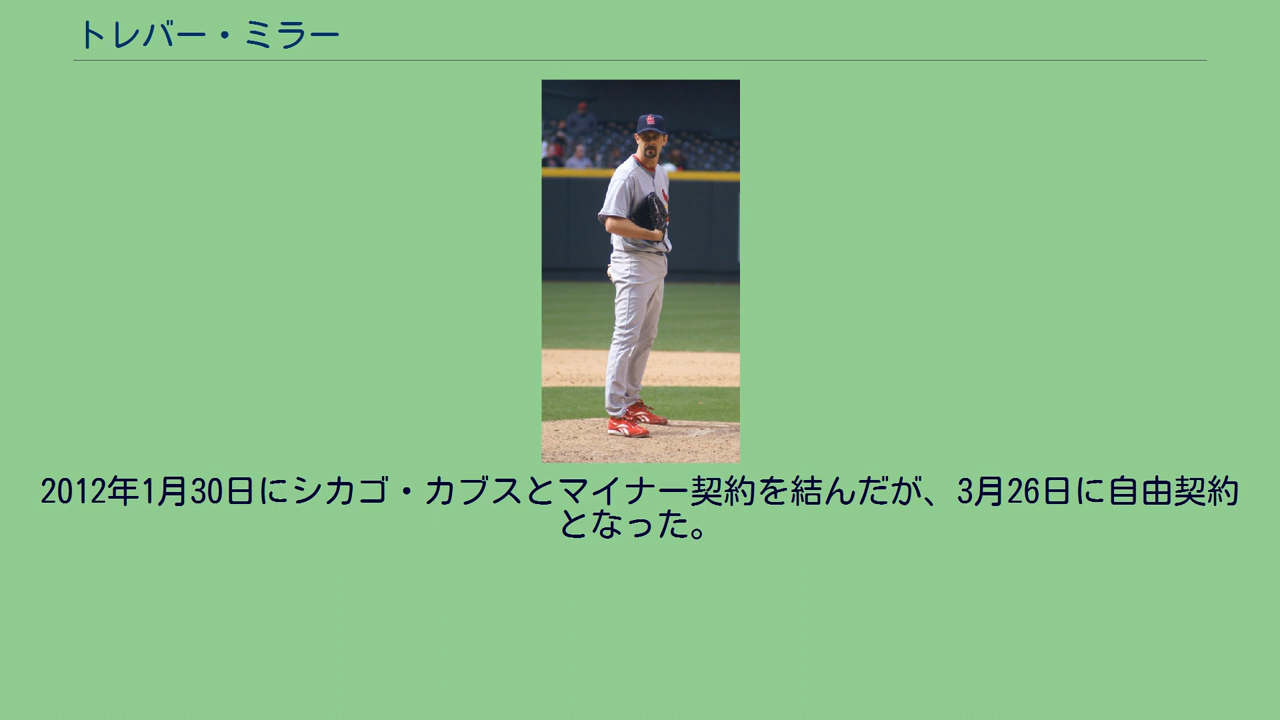 トレバー・ミラー
2012年1月30日にシカゴ・カブスとマイナー契約を結んだが、3月26日に自由契約
となった。